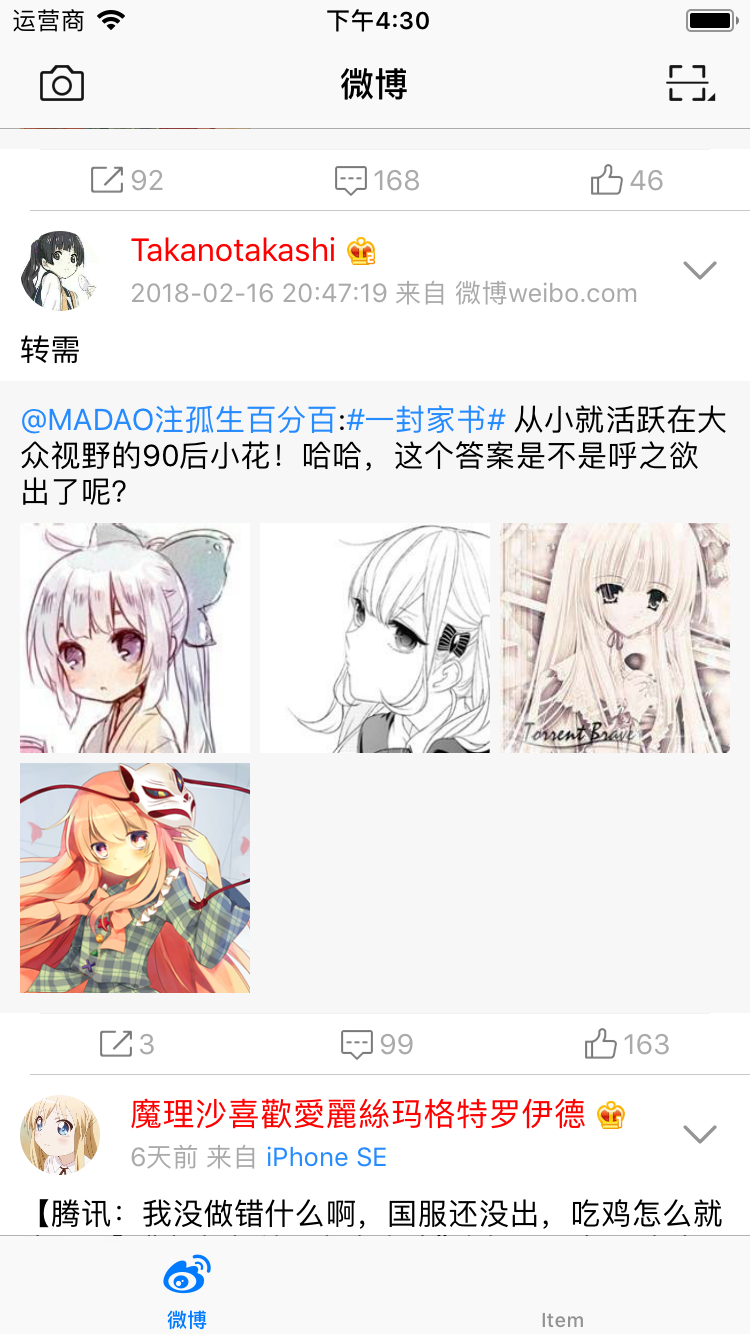 运营商 下午4:30
微博
92 168 46
Takanotakashi
2018-02-16 20:47:19 来自 微博weibo.com
转需
@MADAO注孤生百分百:#一封家书# 从小就活跃在大
众视野的90后小花！哈哈，这个答案是不是呼之欲
出了呢?
Torrent Brave
3 99 163
魔理沙喜歡愛麗絲玛格特罗伊德
6天前 来自 iPhone SE
【腾讯：我没做错什么啊，国服还没出，吃鸡怎么就
微博 Item